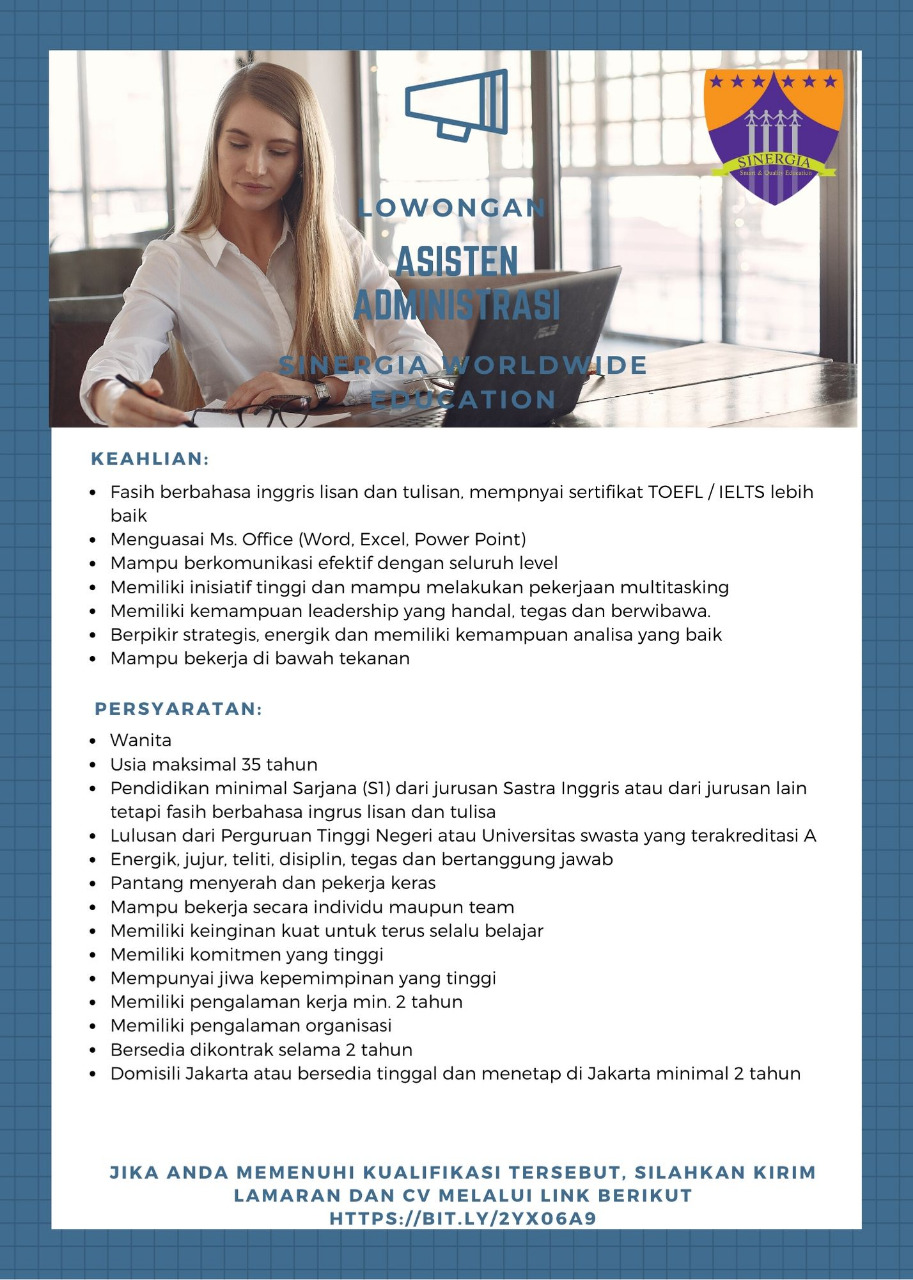 SINERGIA
Smart & Quality Education
LOWONGAN
ASISTEN
ADMINISTRASI
SINERGIA WORLDWIDE
EDUCATION
KEAHLIAN:
• Fasih berbahasa inggris lisan dan tulisan, mempnyai sertifikat TOEFL / IELTS lebih
baik
• Menguasai Ms. Office (Word, Excel, Power Point)
• Mampu berkomunikasi efektif dengan seluruh level
• Memiliki inisiatif tinggi dan mampu melakukan pekerjaan multitasking
• Memiliki kemampuan leadership yang handal, tegas dan berwibawa.
• Berpikir strategis, energik dan memiliki kemampuan analisa yang baik
• Mampu bekerja di bawah tekanan
PERSYARATAN:
• Wanita
• Usia maksimal 35 tahun
• Pendidikan minimal Sarjana (S1) dari jurusan Sastra Inggris atau dari jurusan lain
tetapi fasih berbahasa ingrus lisan dan tulisa
• Lulusan dari Perguruan Tinggi Negeri atau Universitas swasta yang terakreditasi A
• Energik, jujur, teliti, disiplin, tegas dan bertanggung jawab
• Pantang menyerah dan pekerja keras
• Mampu bekerja secara individu maupun team
• Memiliki keinginan kuat untuk terus selalu belajar
• Memiliki komitmen yang tinggi
• Mempunyai jiwa kepemimpinan yang tinggi
• Memiliki pengalaman kerja min. 2 tahun
• Memiliki pengalaman organisasi
• Bersedia dikontrak selama 2 tahun
• Domisili Jakarta atau bersedia tinggal dan menetap di Jakarta minimal 2 tahun
JIKA ANDA MEMENUHI KUALIFIKASI TERSEBUT, SILAHKAN KIRIM
LAMARAN DAN CV MELALUI LINK BERIKUT
HTTPS://BIT.LY/2YX06A9